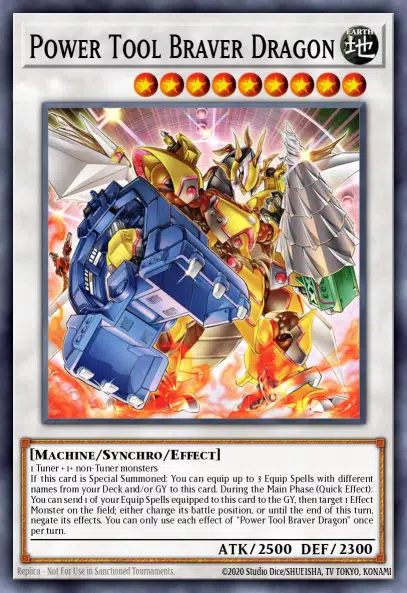 POWER TOOL BRAVER DRAGON
EARTH
地
[MACHINE/SYNCHRO/EFFECT]
1 Tuner + 1+ non-Tuner monsters
If this card is Special Summoned: You can equip up to 3 Equip Spells with different
names from your Deck and/or GY to this card. During the Main Phase (Quick Effect):
You can send 1 of your Equip Spells equipped to this card to the GY, then target 1 Effect
Monster on the field; either change its battle position, or until the end of this turn,
negate its effects. You can only use each effect of "Power Tool Braver Dragon" once
per turn.
ATK/2500 DEF/2300
Replica - Not For Use in Sanctioned Tournaments. ©2020 Studio Dice/SHUEISHA, TV TOKYO, KONAMI